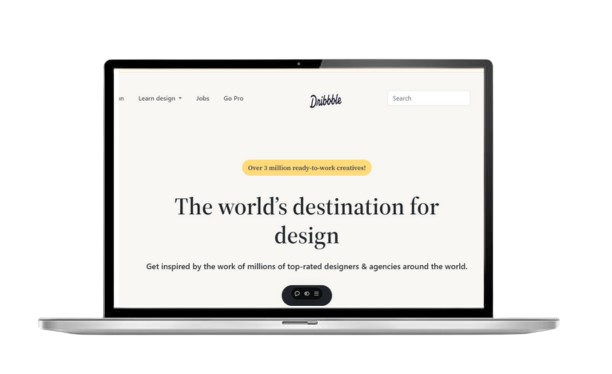 Learn design
Jobs
Go Pro
Dribbble
Search
Over 3 million ready-to-work creatives!
The world's destination for
design
Get inspired by the work of millions of top-rated designers & agencies around the world.